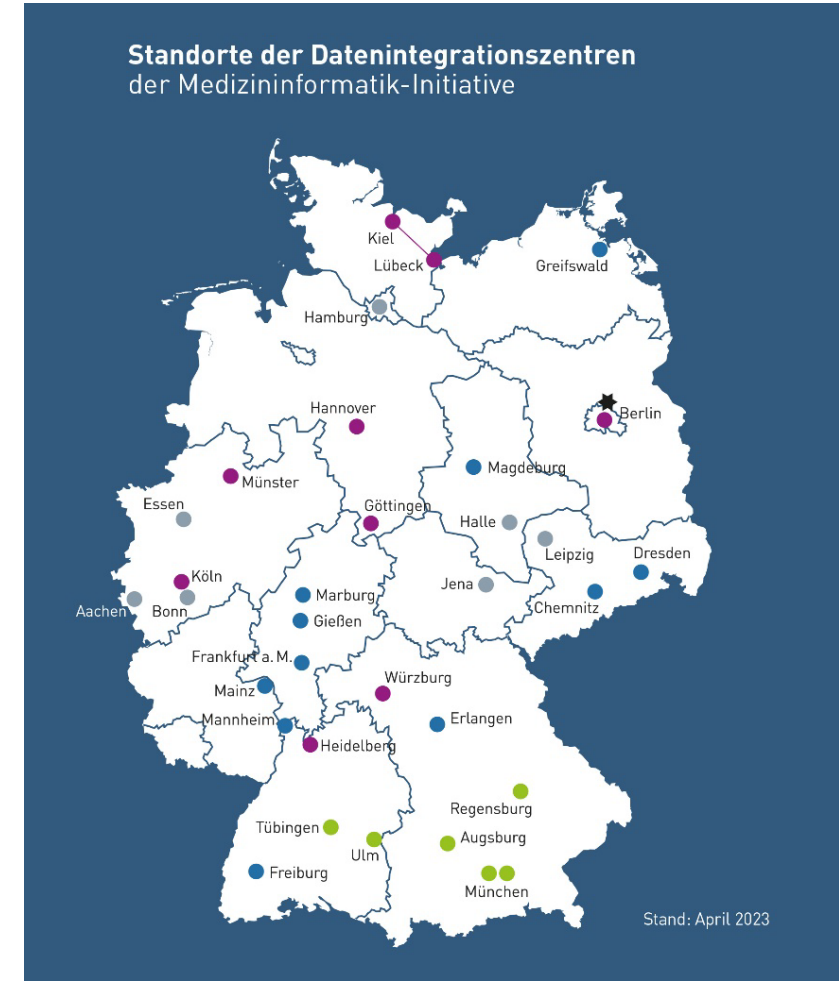 Standorte der Datenintegrationszentren
der Medizininformatik-Initiative
Kiel
Lübeck
Greifswald
Hamburg
Hannover
Berlin
Magdeburg
Münster
Essen
Göttingen
Halle
Leipzig
Dresden
Köln
Jena
Marburg
Chemnitz
Aachen
Bonn
Gießen
Frankfurt a. M.
Würzburg
Mainz
Mannheim
Erlangen
Heidelberg
Regensburg
Tübingen
Augsburg
Ulm
Freiburg
München
Stand: April 2023